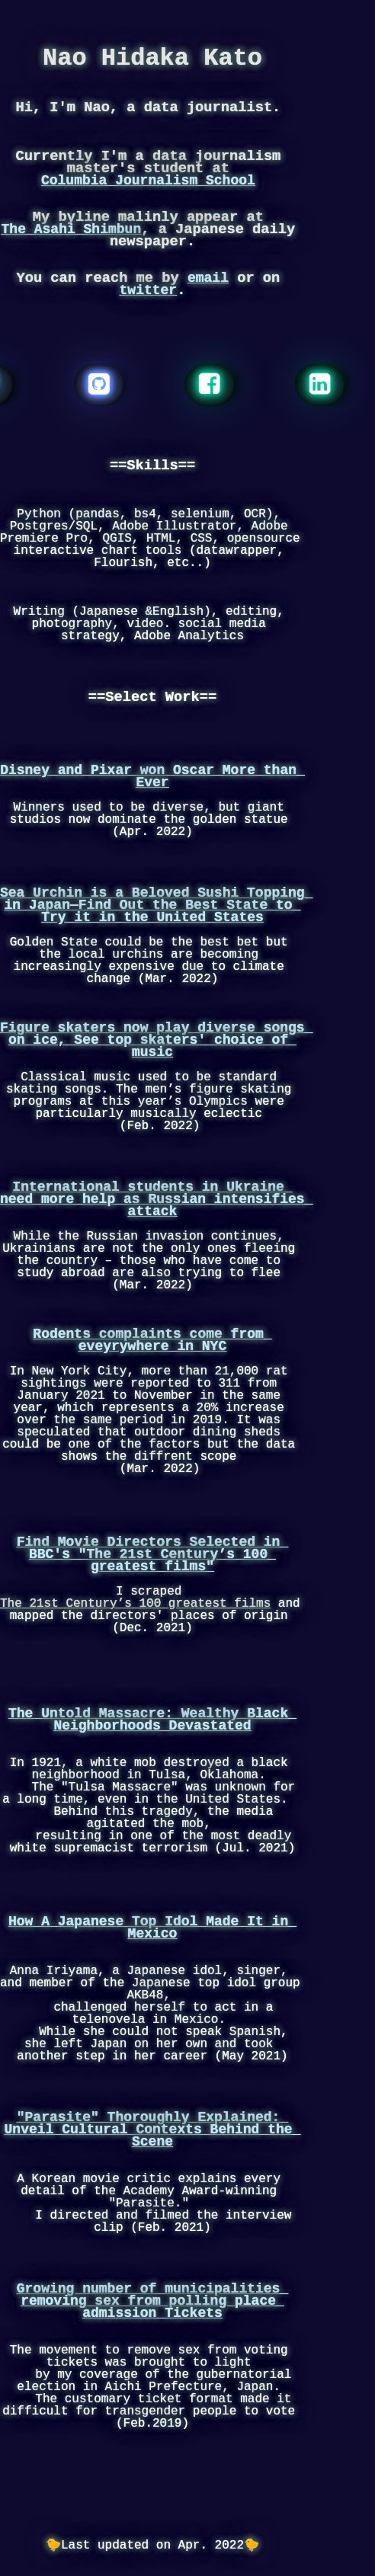 Nao Hidaka Kato
Hi, I'm Nao, a data journalist.
Currently I'm a data journalism
master's student at
Columbia Journalism School
My byline malinly appear at
The Asahi Shimbun, a Japanese daily
newspaper.
You can reach me by email or on
twitter.
==Skills==
Python (pandas, bs4, selenium, OCR),
Postgres/SQL, Adobe Illustrator, Adobe
Premiere Pro, QGIS, HTML, CSS, opensource
interactive chart tools (datawrapper,
Flourish, etc..)
Writing (Japanese &English), editing,
photography, video. social media
strategy, Adobe Analytics
==Select Work==
Disney and Pixar won Oscar More than
Ever
Winners used to be diverse, but giant
studios now dominate the golden statue
(Apr. 2022)
Sea Urchin is a Beloved Sushi Topping
in Japan—Find Out the Best State to
Try it in the United States
Golden State could be the best bet but
the local urchins are becoming
increasingly expensive due to climate
change (Mar. 2022)
Figure skaters now play diverse songs
on ice, See top skaters' choice of
music
Classical music used to be standard
skating songs. The men’s figure skating
programs at this year’s Olympics were
particularly musically eclectic
(Feb. 2022)
International students in Ukraine
need more help as Russian intensifies
attack
While the Russian invasion continues,
Ukrainians are not the only ones fleeing
the country – those who have come to
study abroad are also trying to flee
(Mar. 2022)
Rodents complaints come from
eveyrywhere in NYC
In New York City, more than 21,000 rat
sightings were reported to 311 from
January 2021 to November in the same
year, which represents a 20% increase
over the same period in 2019. It was
speculated that outdoor dining sheds
could be one of the factors but the data
shows the diffrent scope
(Mar. 2022)
Find Movie Directors Selected in
BBC's "The 21st Century’s 100
greatest films"
I scraped
The 21st Century’s 100 greatest films and
mapped the directors' places of origin
(Dec. 2021)
The Untold Massacre: Wealthy Black
Neighborhoods Devastated
In 1921, a white mob destroyed a black
neighborhood in Tulsa, Oklahoma.
The "Tulsa Massacre" was unknown for
a long time, even in the United States.
Behind this tragedy, the media
agitated the mob,
resulting in one of the most deadly
white supremacist terrorism (Jul. 2021)
How A Japanese Top Idol Made It in
Mexico
Anna Iriyama, a Japanese idol, singer,
and member of the Japanese top idol group
AKB48,
challenged herself to act in a
telenovela in Mexico.
While she could not speak Spanish,
she left Japan on her own and took
another step in her career (May 2021)
"Parasite" Thoroughly Explained:
Unveil Cultural Contexts Behind the
Scene
A Korean movie critic explains every
detail of the Academy Award-winning
"Parasite."
I directed and filmed the interview
clip (Feb. 2021)
Growing number of municipalities
removing sex from polling place
admission Tickets
The movement to remove sex from voting
tickets was brought to light
by my coverage of the gubernatorial
election in Aichi Prefecture, Japan.
The customary ticket format made it
difficult for transgender people to vote
(Feb.2019)
🐤Last updated on Apr. 2022🐤